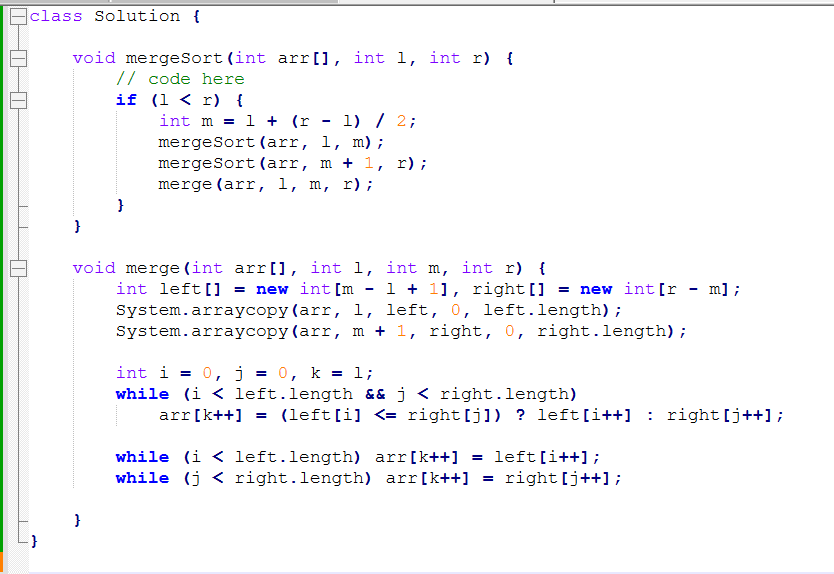 class Solution {
void mergeSort(int arr[], int l, int r) {
// code here
if (l < r) {
int m = l + (r - l) / 2;
mergeSort(arr, l, m);
mergeSort(arr, m + 1, r);
merge(arr, l, m, r);
}
}
void merge(int arr[], int l, int m, int r) {
int left[] = new int[m - l + 1], right[] = new int[r - m];
System.arraycopy(arr, l, left, 0, left.length);
System.arraycopy(arr, m + 1, right, 0, right.length);
int i = 0, j = 0, k = l;
while (i < left.length && j < right.length)
arr[k++] = (left[i] <= right[j]) ? left[i++] : right[j++];
while (i < left.length) arr[k++] = left[i++];
while (j < right.length) arr[k++] = right[j++];
}
}